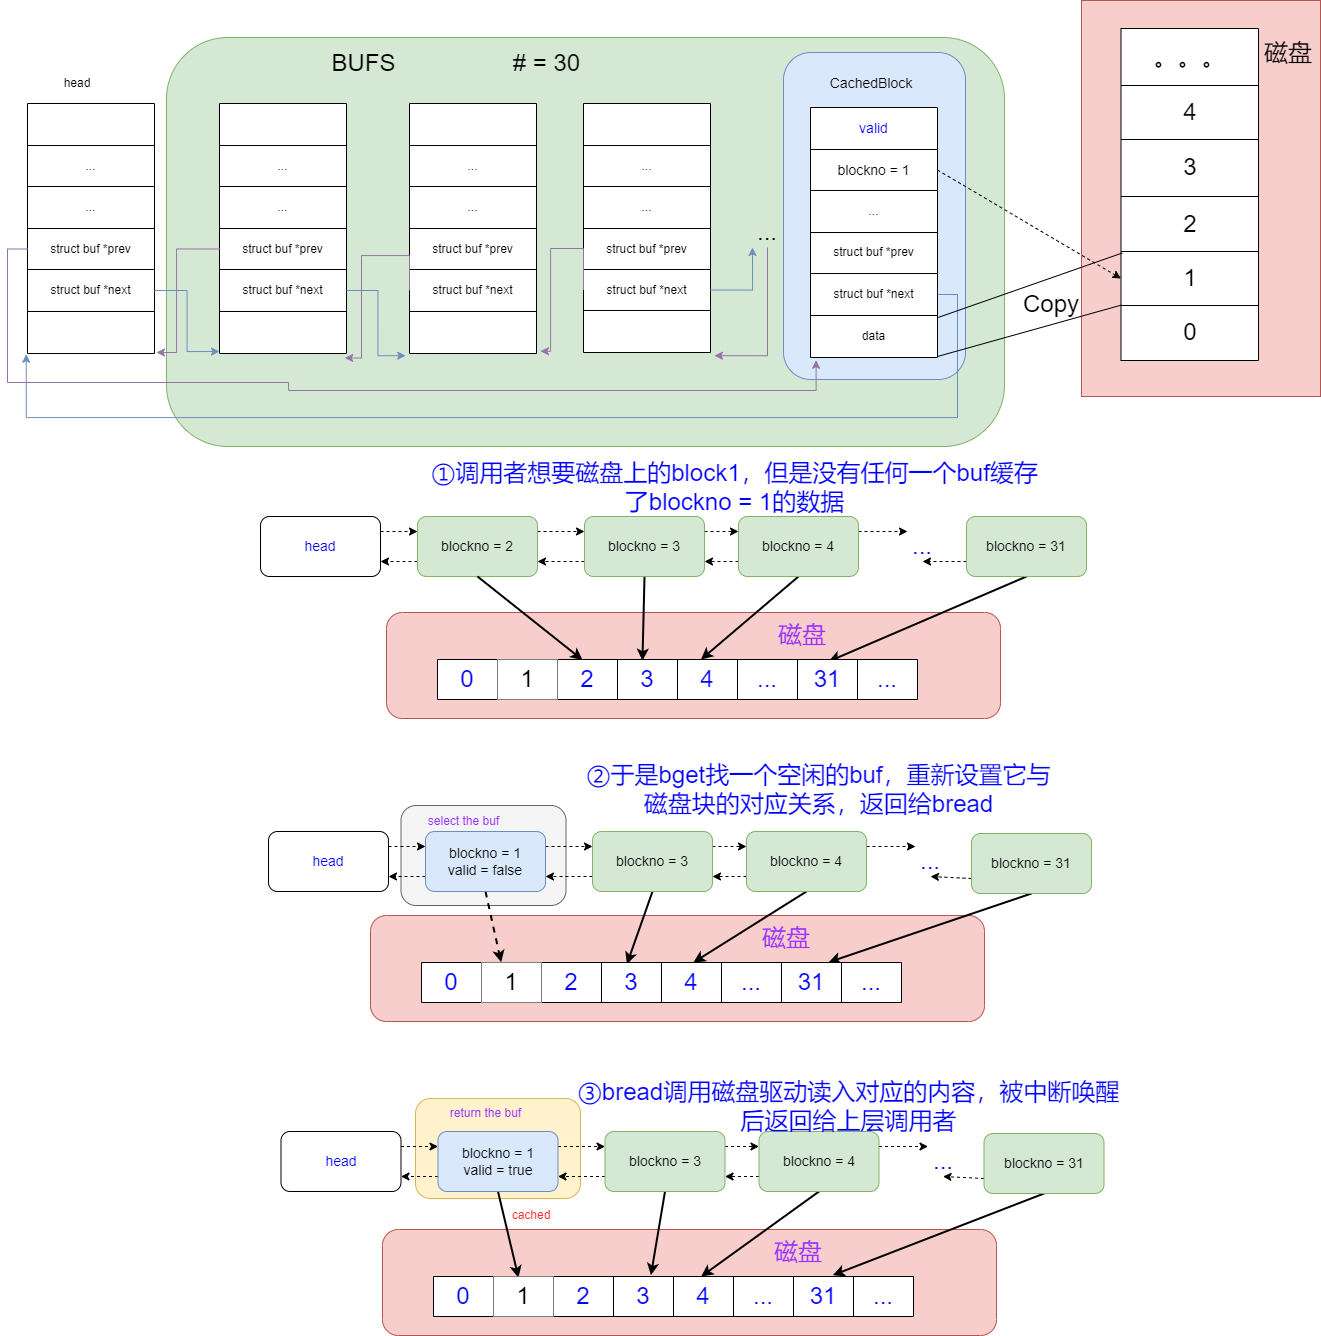 BUFS # = 30
head
CachedBlock
磁盘
valid
blockno = 1
...
struct buf *prev
struct buf *next
data
...
...
struct buf *prev
struct buf *next
...
...
struct buf *prev
struct buf *next
...
...
struct buf *prev
struct buf *next
...
...
struct buf *prev
struct buf *next
...
Copy
。。。
4
3
2
1
0
①调用者想要磁盘上的block1，但是没有任何一个buf缓存
了blockno = 1的数据
head
blockno = 2
blockno = 3
blockno = 4
...
blockno = 31
磁盘
0 1 2 3 4 ... 31 ...
②于是bget找一个空闲的buf，重新设置它与
磁盘块的对应关系，返回给bread
select the buf
head
blockno = 1
valid = false
blockno = 3
blockno = 4
...
blockno = 31
磁盘
0 1 2 3 4 ... 31 ...
③bread调用磁盘驱动读入对应的内容，被中断唤醒
后返回给上层调用者
return the buf
head
blockno = 1
valid = true
blockno = 3
blockno = 4
...
blockno = 31
cached
磁盘
0 1 2 3 4 ... 31 ...